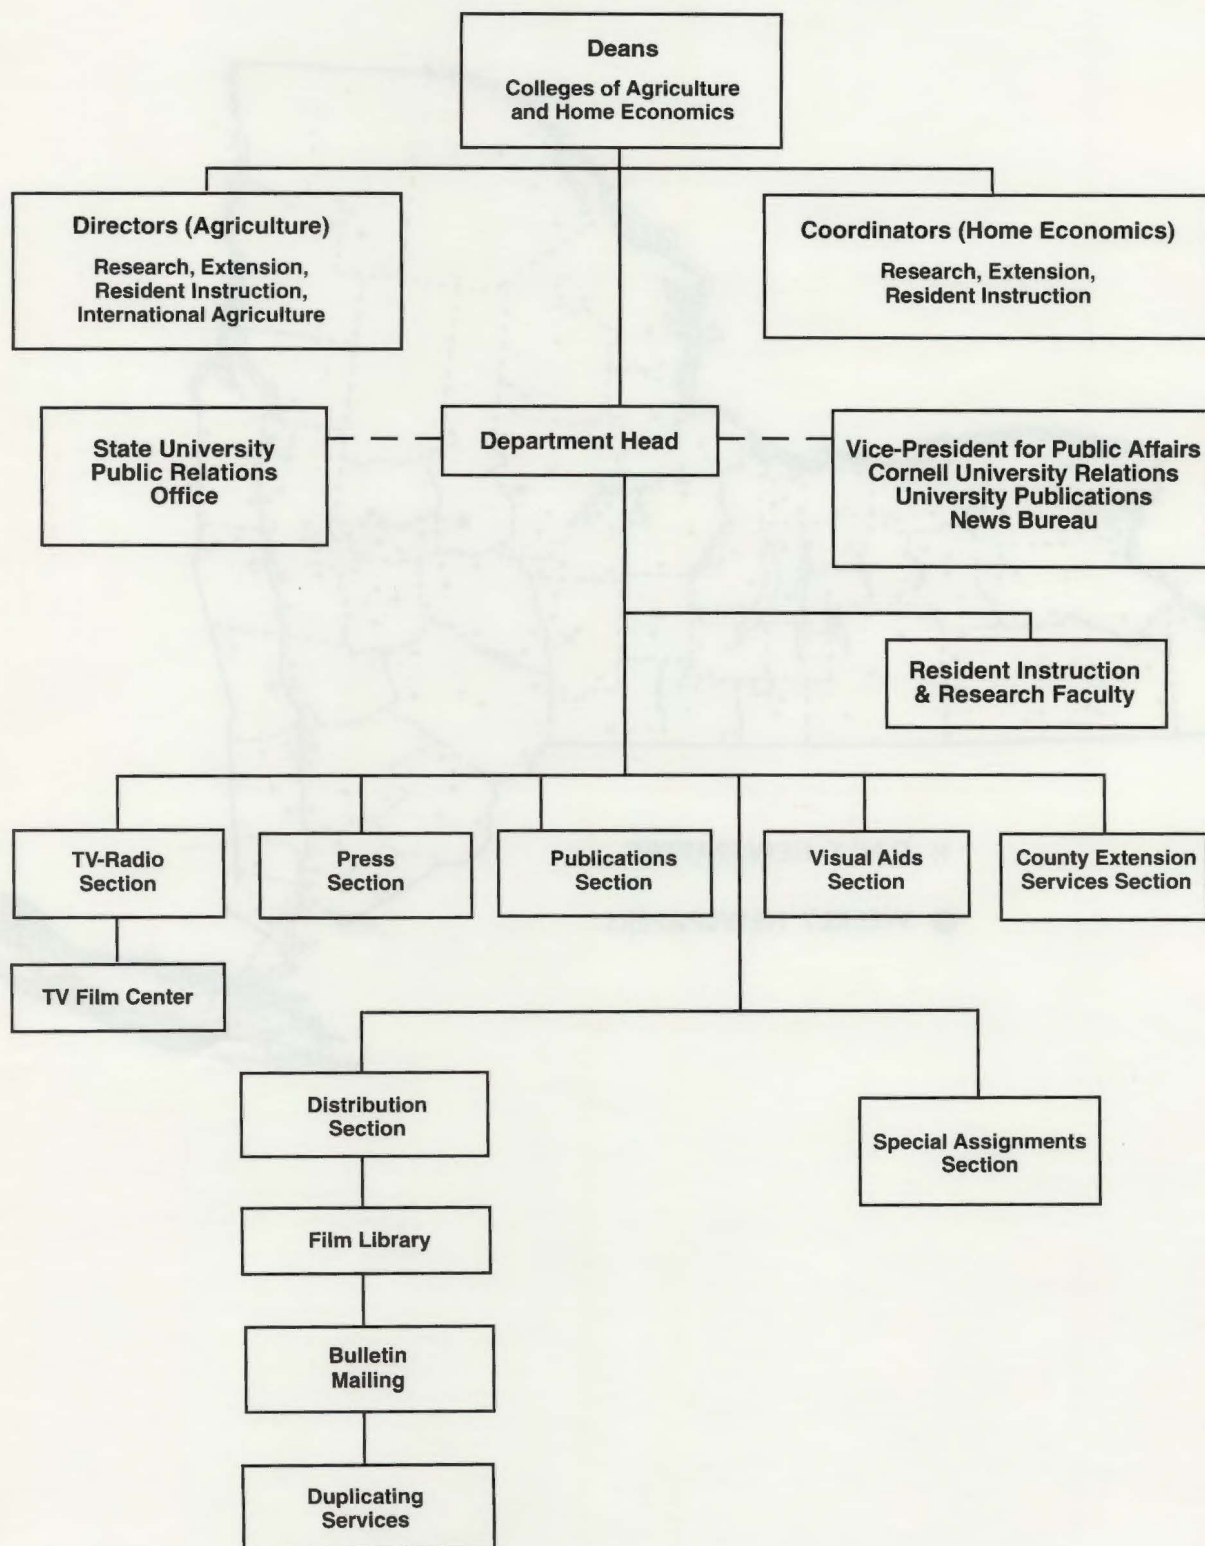 Deans
Colleges of Agriculture
and Home Economics
Directors (Agriculture)
Research, Extension,
Resident Instruction,
International Agriculture
Coordinators (Home Economics)
Research, Extension,
Resident Instruction
State University
Public Relations
Office
Department Head
Vice-President for Public Affairs
Cornell University Relations
University Publications
News Bureau
Resident Instruction
& Research Faculty
TV-Radio
Section
Press
Section
Publications
Section
Visual Aids
Section
County Extension
Services Section
TV Film Center
Distribution
Section
Special Assignments
Section
Film Library
Bulletin
Mailing
Duplicating
Services